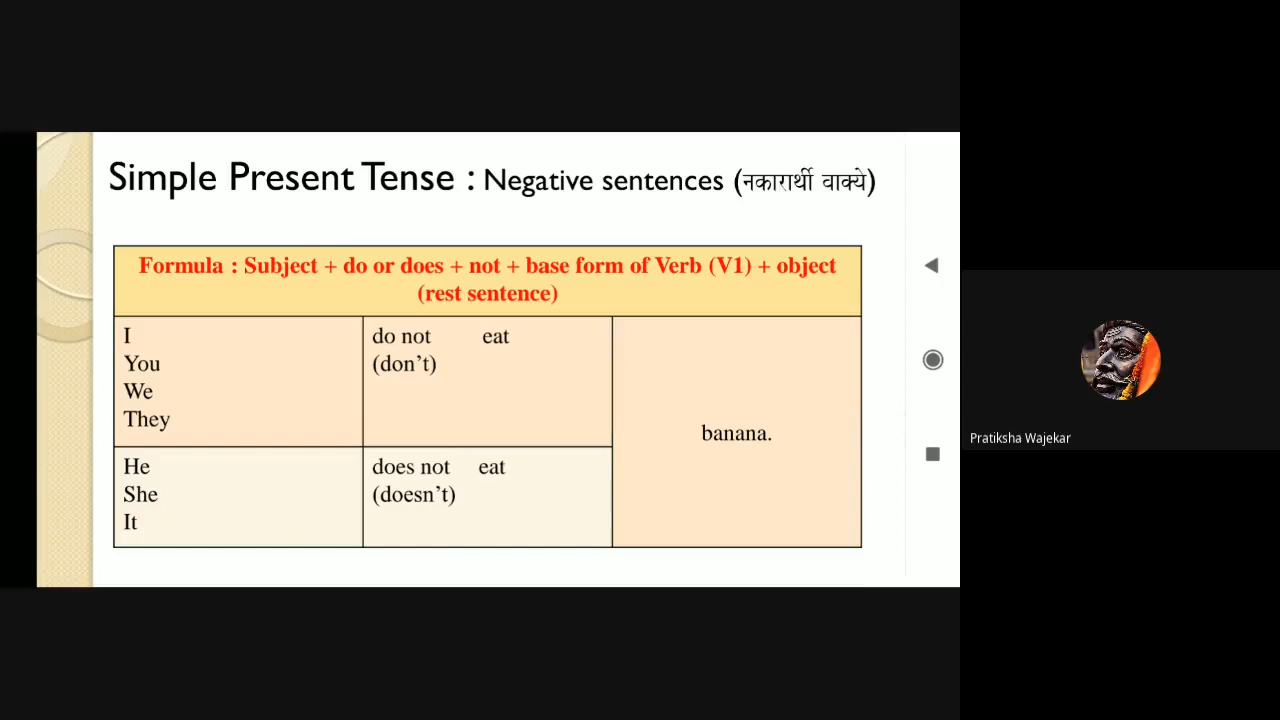 Simple Present Tense : Negative sentences (नकारार्थी वाक्ये)
Formula : Subject + do or does + not + base form of Verb (V1) + object
(rest sentence)
I
You
We
They
do not eat
(don’t)
banana.
He
She
It
does not eat
(doesn’t)
Pratiksha Wajekar